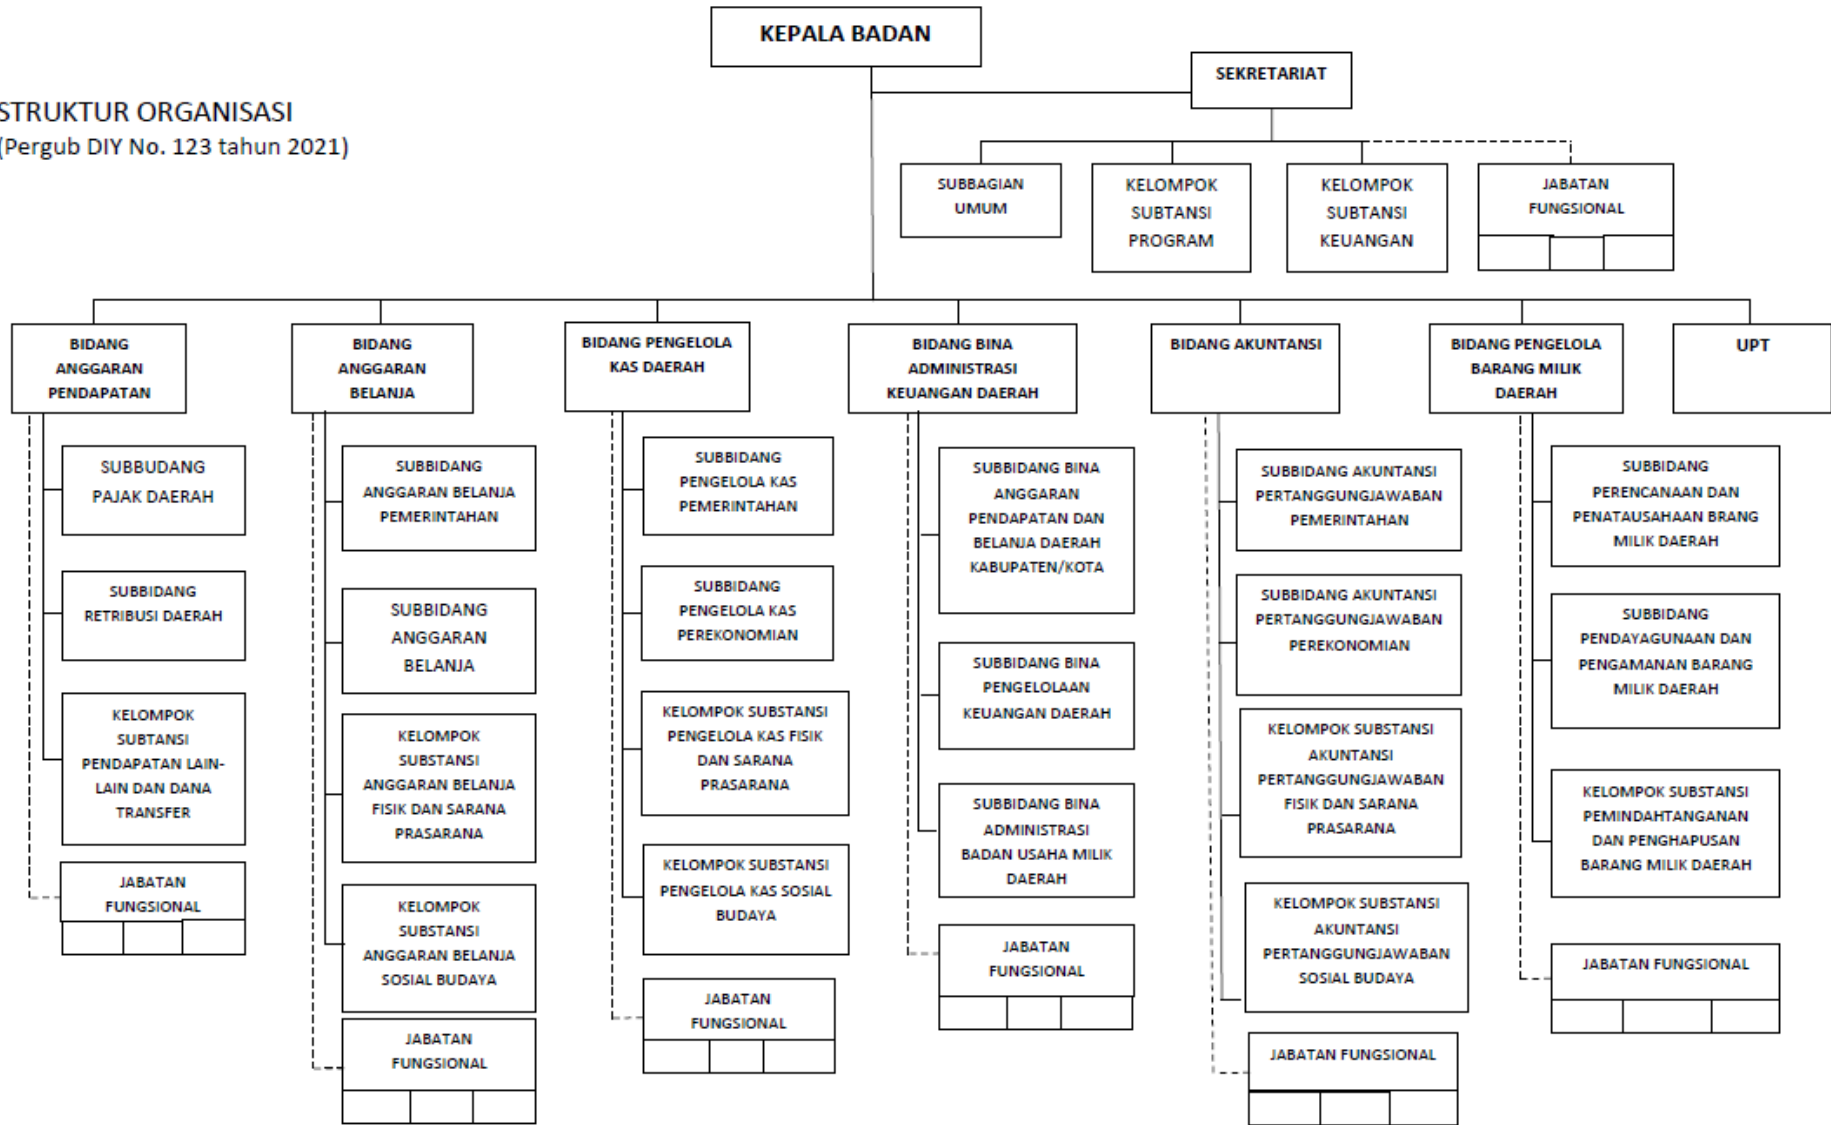 KEPALA BADAN
SEKRETARIAT
STRUKTUR ORGANISASI
(Pergub DIY No. 123 tahun 2021)
SUBBAGIAN
UMUM
KELOMPOK
SUBTANSI
PROGRAM
KELOMPOK
SUBTANSI
KEUANGAN
JABATAN
FUNGSIONAL
BIDANG
ANGGARAN
PENDAPATAN
SUBBUDANG
PAJAK DAERAH
SUBBIDANG
RETRIBUSI DAERAH
KELOMPOK
SUBTANSI
PENDAPATAN LAIN-
LAIN DAN DANA
TRANSFER
JABATAN
FUNGSIONAL
BIDANG
ANGGARAN
BELANJA
SUBBIDANG
ANGGARAN BELANJA
PEMERINTAHAN
SUBBIDANG
ANGGARAN
BELANJA
KELOMPOK
SUBSTANSI
ANGGARAN BELANJA
FISIK DAN SARANA
PRASARANA
KELOMPOK
SUBSTANSI
ANGGARAN BELANJA
SOSIAL BUDAYA
JABATAN
FUNGSIONAL
BIDANG PENGELOLA
KAS DAERAH
SUBBIDANG
PENGELOLA KAS
PEMERINTAHAN
SUBBIDANG
PENGELOLA KAS
PEREKONOMIAN
KELOMPOK SUBSTANSI
PENGELOLA KAS FISIK
DAN SARANA
PRASARANA
KELOMPOK SUBSTANSI
PENGELOLA KAS SOSIAL
BUDAYA
JABATAN
FUNGSIONAL
BIDANG BINA
ADMINISTRASI
KEUANGAN DAERAH
SUBBIDANG BINA
ANGGARAN
PENDAPATAN DAN
BELANJA DAERAH
KABUPATEN/KOTA
SUBBIDANG BINA
PENGELOLAAN
KEUANGAN DAERAH
SUBBIDANG BINA
ADMINISTRASI
BADAN USAHA MILIK
DAERAH
JABATAN
FUNGSIONAL
BIDANG AKUNTANSI
SUBBIDANG AKUNTANSI
PERTANGGUNGJAWABAN
PEMERINTAHAN
SUBBIDANG AKUNTANSI
PERTANGGUNGJAWABAN
PEREKONOMIAN
KELOMPOK SUBSTANSI
AKUNTANSI
PERTANGGUNGJAWABAN
FISIK DAN SARANA
PRASARANA
KELOMPOK SUBSTANSI
AKUNTANSI
PERTANGGUNGJAWABAN
SOSIAL BUDAYA
JABATAN FUNGSIONAL
BIDANG PENGELOLA
BARANG MILIK
DAERAH
SUBBIDANG
PERENCANAAN DAN
PENATAUSAHAAN BRANG
MILIK DAERAH
SUBBIDANG
PENDAYAGUNAAN DAN
PENGAMANAN BARANG
MILIK DAERAH
KELOMPOK SUBSTANSI
PEMINDAHTANGANAN
DAN PENGHAPUSAN
BARANG MILIK DAERAH
JABATAN FUNGSIONAL
UPT